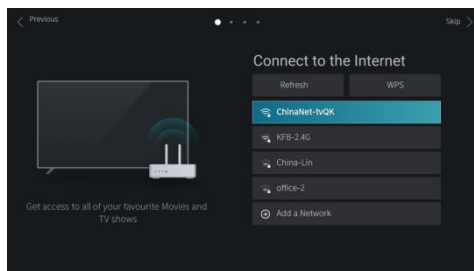 Previous
Skip
Connect to the Internet
Refresh
WPS
ChinaNet-tvQK
KFB-2.4G
China-Lin
office-2
Add a Network
Get access to all of your favourite Movies and
TV shows